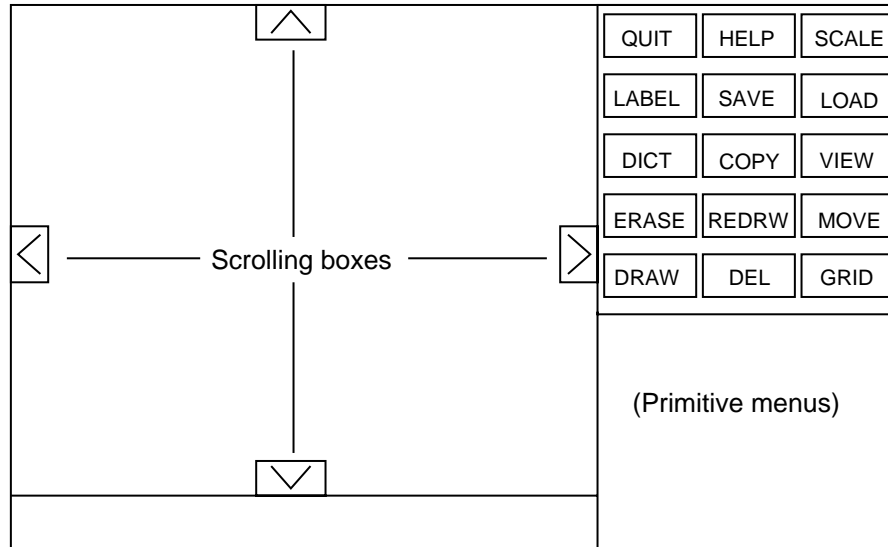 QUIT HELP SCALE
LABEL SAVE LOAD
DICT COPY VIEW
ERASE REDRW MOVE
Scrolling boxes
DRAW DEL GRID
(Primitive menus)